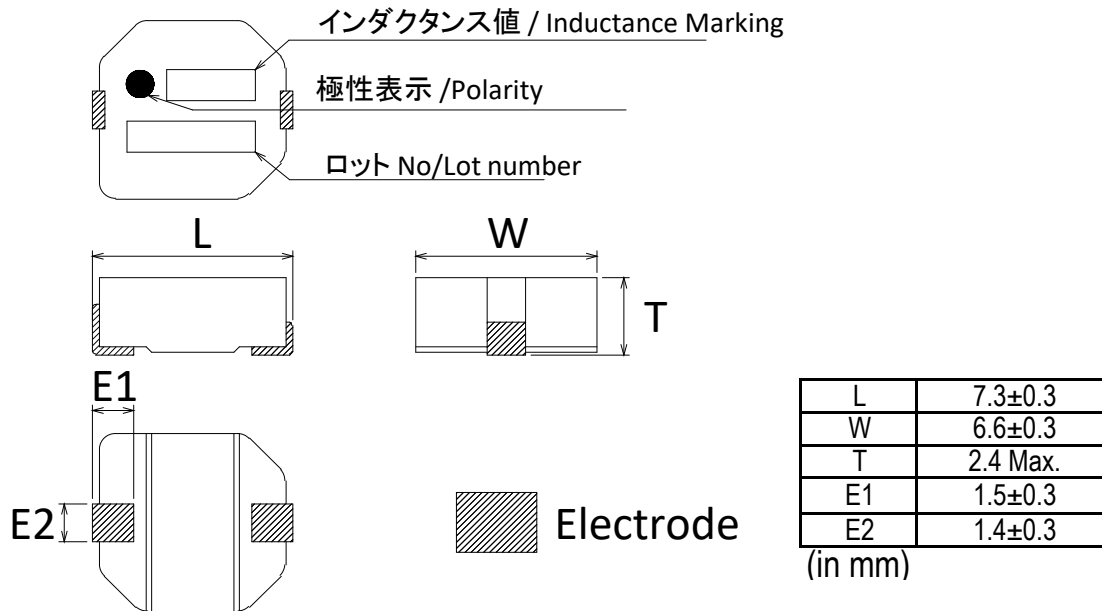 インダクタンス値 / Inductance Marking
極性表示 /Polarity
ロット No/Lot number
L
W
T
E1
E2
Electrode
L 7.3±0.3
W 6.6±0.3
T 2.4 Max.
E1 1.5±0.3
E2 1.4±0.3
(in mm)